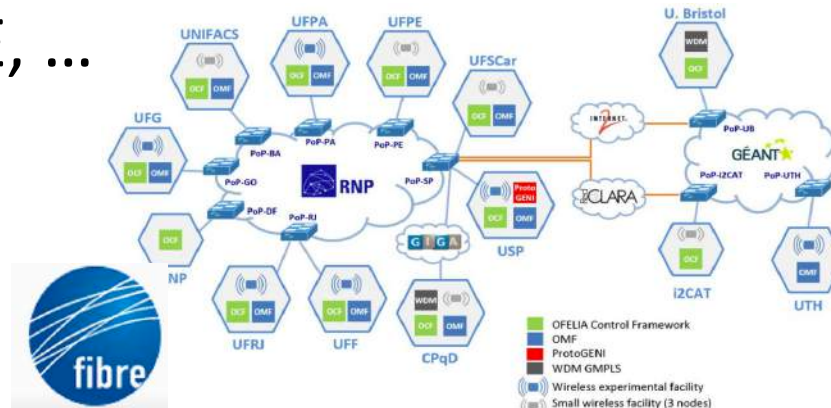 , ...
UFPA
UFPE
UNIFACS
UFSCar
U. Bristol
WDM
OCF
OCF OMF
OCF OMF
OCF OMF
OCF OMF
UFG
OCF OMF
PoP-BA
PoP-PA
PoP-PE
PoP-GO
PoP-DF
PoP-RJ
PoP-SP
RNP
INTERNET 2
CLARA
PoP-UB
GÉANT
PoP-i2CAT
PoP-UTH
Proto GENI
OCF OMF
USP
GIGA
OCF
NP
OCF OMF
UFRJ
OCF OMF
UFF
WDM
OCF OMF
CPqD
OCF
i2CAT
OMF
UTH
OFELIA Control Framework
OMF
ProtoGENI
WDM GMPLS
Wireless experimental facility
Small wireless facility (3 nodes)
fibre